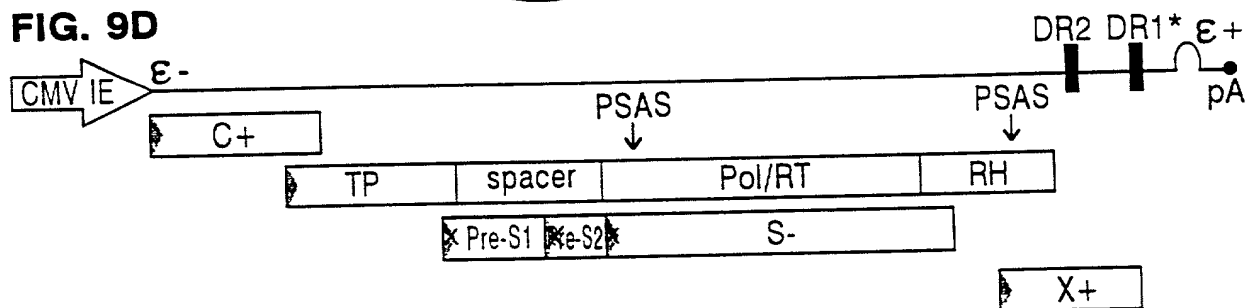 FIG. 9D
DR2 DR1* ε+
ε-
CMV IE
pA
PSAS PSAS
C+
TP spacer Pol/RT RH
Pre-S1 S-
X+